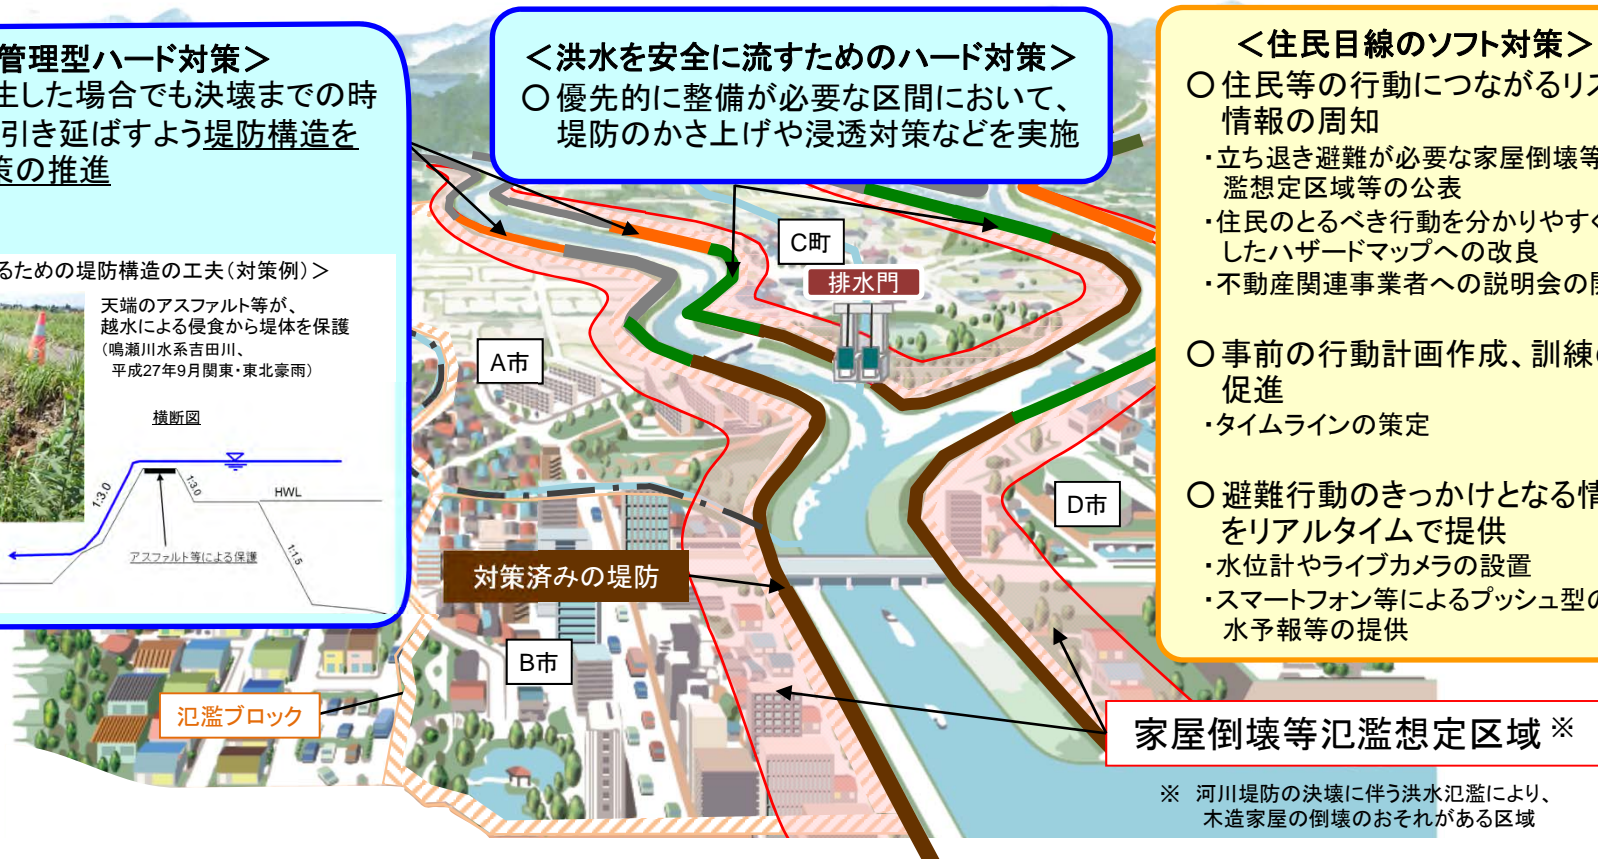 管理型ハード対策＞
生した場合でも決壊までの時
引き延ばすよう堤防構造を
策の推進
るための堤防構造の工夫（対策例）＞
天端のアスファルト等が、
越水による侵食から堤体を保護
（鳴瀬川水系吉田川、
平成27年9月関東・東北豪雨）
横断図
1:3.0
1:3.0
HWL
1:1.5
アスファルト等による保護
＜洪水を安全に流すためのハード対策＞
○優先的に整備が必要な区間において、
堤防のかさ上げや浸透対策などを実施
＜住民目線のソフト対策＞
○住民等の行動につながるリス
情報の周知
・立ち退き避難が必要な家屋倒壊等
濫想定区域等の公表
・住民のとるべき行動を分かりやすく
したハザードマップへの改良
・不動産関連事業者への説明会の開
○事前の行動計画作成、訓練の
促進
・タイムラインの策定
○避難行動のきっかけとなる情
をリアルタイムで提供
・水位計やライブカメラの設置
・スマートフォン等によるプッシュ型の
水予報等の提供
C町
排水門
A市
D市
対策済みの堤防
B市
氾濫ブロック
家屋倒壊等氾濫想定区域※
※ 河川堤防の決壊に伴う洪水氾濫により、
木造家屋の倒壊のおそれがある区域